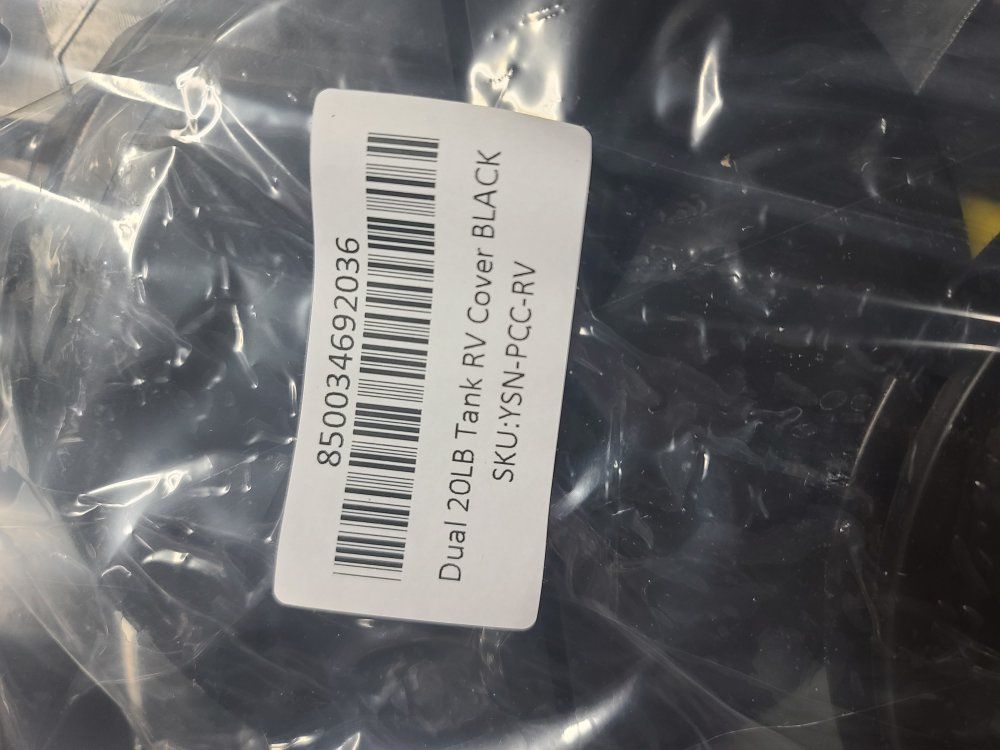 850034692036
Dual 20LB Tank RV Cover BLACK
SKU:YSN-PCC-RV